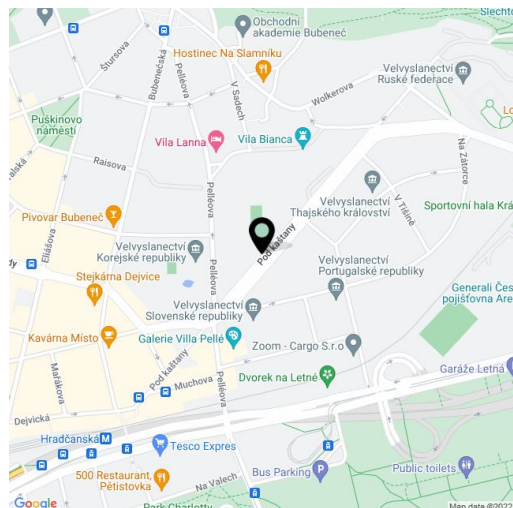 Obchodní
akademie Bubeneč
Hostinec Na Slamníku
Štursova
Bubenečská
Pelléova
V Sadech
Wolkerova
Velvyslanectví
Ruské federace
Puškinovo
náměstí
Raisova
Vila Lanna
Vila Bianca
Na Zátorce
Velvyslanectví
Thajského království
V Tišině
Sportovní hala Krá
Pivovar Bubeneč
Pelléova
Eliášova
Velvyslanectví
Korejské republiky
Pod kaštany
Velvyslanectví
Portugalské republiky
Stejkárna Dejvice
Velvyslanectví
Slovenské republiky
Generali Čes
pojišťovna Are
Galerie Villa Pellé
Zoom - Cargo S.r.o
Kavárna Místo
Pod kaštany
Muchova
Pelléova
Dvorek na Letné
Garáže Letná
Mařákova
Dejvická
Hradčanská
Tesco Expres
500 Restaurant,
Pětistovka
Na Valech
Bus Parking
Public toilets
Park Charlotty
Google
Map data ©2022